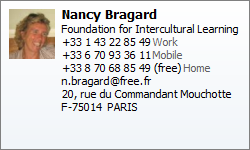 Nancy Bragard
Foundation for Intercultural Learning
+33 1 43 22 85 49 Work
+33 6 70 93 36 11 Mobile
+33 8 70 68 85 49 (free) Home
n.bragard@free.fr
20, rue du Commandant Mouchotte
F-75014 PARIS